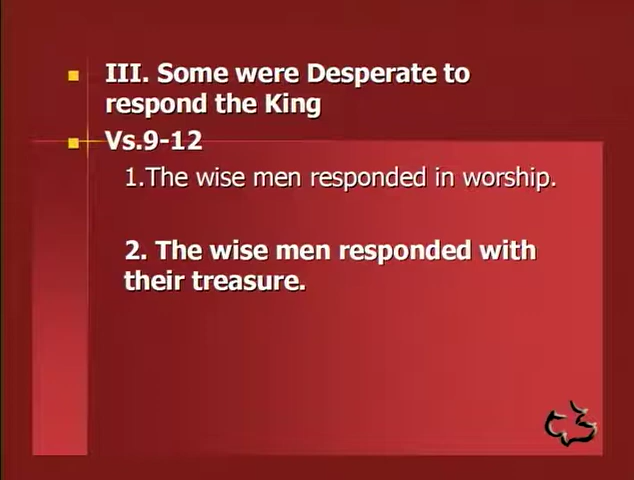 III. Some were Desperate to
respond the King
Vs.9-12
1.The wise men responded in worship.
2. The wise men responded with
their treasure.